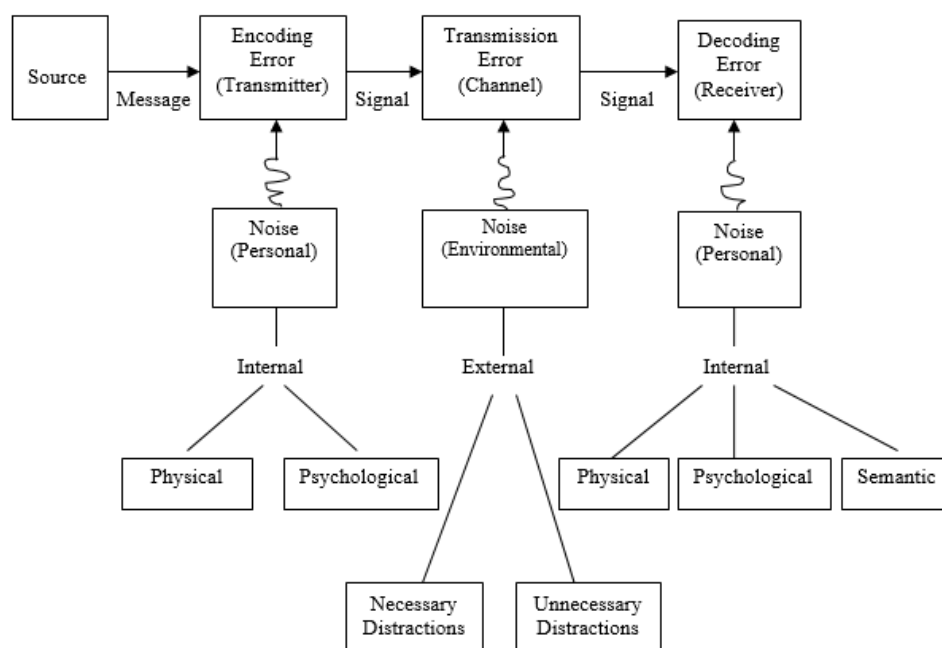 Source
Message
Encoding
Error
(Transmitter)
Signal
Transmission
Error
(Channel)
Signal
Decoding
Error
(Receiver)
Noise
(Personal)
Noise
(Environmental)
Noise
(Personal)
Internal
External
Internal
Physical
Psychological
Physical
Psychological
Semantic
Necessary
Distractions
Unnecessary
Distractions